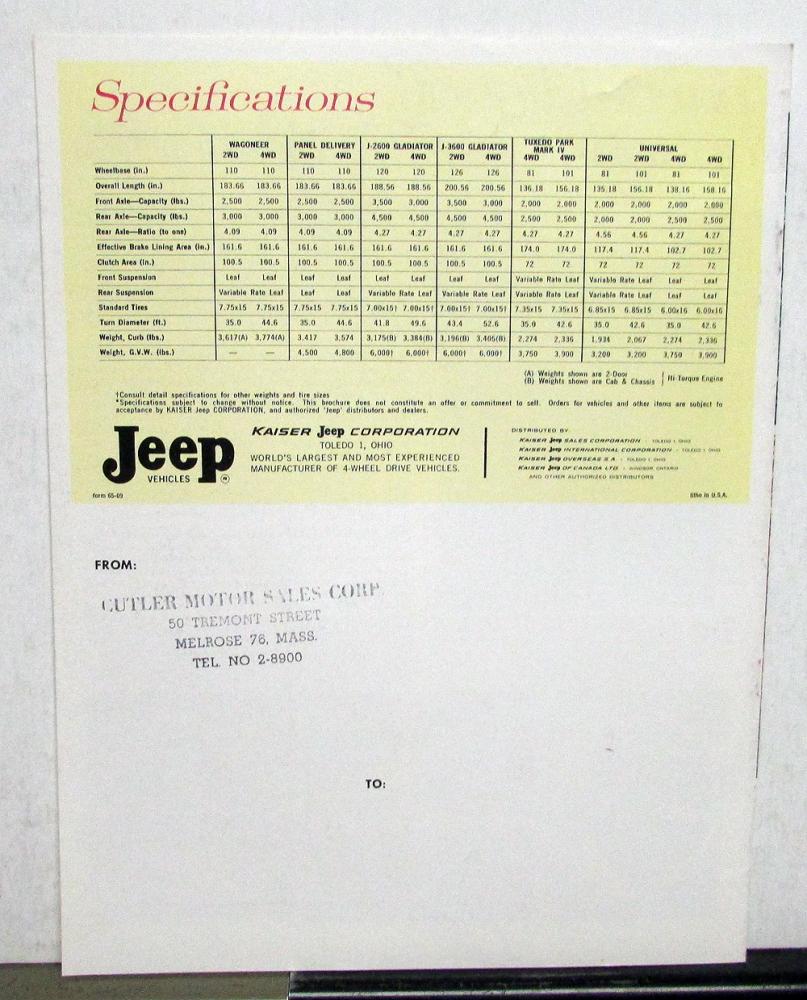 Specifications
WAGONEER PANEL DELIVERY J-2600 GLADIATOR J-3600 GLADIATOR TUXEDO PARK MARK IV UNIVERSAL
2WD 4WD 2WD 4WD 2WD 4WD 2WD 4WD 4WD 4WD 2WD 2WD 4WD 4WD
Wheelbase (in.) 110 110 110 110 120 120 126 126 81 101 81 101 81 101
Overall Length (in.) 183.66 183.66 183.66 183.66 188.56 188.56 200.56 200.56 136.18 156.18 135.18 156.18 138.16 158.16
Front Axle—Capacity (lbs.) 2,500 2,500 2,500 2,500 3,500 3,000 3,500 3,000 2,000 2,000 2,000 2,000 2,000 2,000
Rear Axle—Capacity (lbs.) 3,000 3,000 3,000 3,000 4,500 4,500 4,500 4,500 2,500 2,500 2,000 2,000 2,500 2,500
Rear Axle—Ratio (to one) 4.09 4.09 4.09 4.09 4.27 4.27 4.27 4.27 4.27 4.27 4.56 4.56 4.27 4.27
Effective Brake Lining Area (in.) 161.6 161.6 161.6 161.6 161.6 161.6 161.6 161.6 174.0 174.0 117.4 117.4 102.7 102.7
Clutch Area (in.) 100.5 100.5 100.5 100.5 100.5 100.5 100.5 100.5 72 72 72 72 72 72
Front Suspension Leaf Leaf Leaf Leaf Leaf Leaf Leaf Leaf Variable Rate Leaf Variable Rate Leaf Leaf Leaf
Rear Suspension Variable Rate Leaf Leaf Leaf Variable Rate Leaf Variable Rate Leaf Variable Rate Leaf Variable Rate Leaf Leaf Leaf
Standard Tires 7.75x15 7.75x15 7.75x15 7.75x15 7.00x15† 7.00x15† 7.00x15† 7.00x15† 7.35x15 7.35x15 6.85x15 6.85x15 6.00x16 6.00x16
Turn Diameter (ft.) 35.0 44.6 35.0 44.6 41.8 49.6 43.4 52.6 35.0 42.6 35.0 42.6 35.0 42.6
Weight, Curb (lbs.) 3,617(A) 3,774(A) 3,417 3,574 3,175(B) 3,384(B) 3,196(B) 3,405(B) 2,274 2,336 1,934 2,067 2,274 2,336
Weight, G.V.W. (lbs.) — — 4,500 4,800 6,000† 6,000† 6,000† 6,000† 3,750 3,900 3,200 3,200 3,750 3,900
(A) Weights shown are 2-Door
(B) Weights shown are Cab & Chassis Hi-Torque Engine
†Consult detail specifications for other weights and tire sizes
*Specifications subject to change without notice. This brochure does not constitute an offer or commitment to sell. Orders for vehicles and other items are subject to
acceptance by KAISER Jeep CORPORATION, and authorized 'Jeep' distributors and dealers.
Jeep
VEHICLES ®
KAISER Jeep CORPORATION
TOLEDO 1, OHIO
WORLD'S LARGEST AND MOST EXPERIENCED
MANUFACTURER OF 4-WHEEL DRIVE VEHICLES.
DISTRIBUTED BY:
KAISER Jeep SALES CORPORATION - TOLEDO 1, OHIO
KAISER Jeep INTERNATIONAL CORPORATION - TOLEDO 1, OHIO
KAISER Jeep OVERSEAS S.A. - TOLEDO 1, OHIO
KAISER Jeep OF CANADA LTD. - WINDSOR, ONTARIO
AND OTHER AUTHORIZED DISTRIBUTORS
form 65-09
litho in U.S.A.
FROM:
CUTLER MOTOR SALES CORP.
50 TREMONT STREET
MELROSE 76, MASS.
TEL. NO 2-8900
TO: